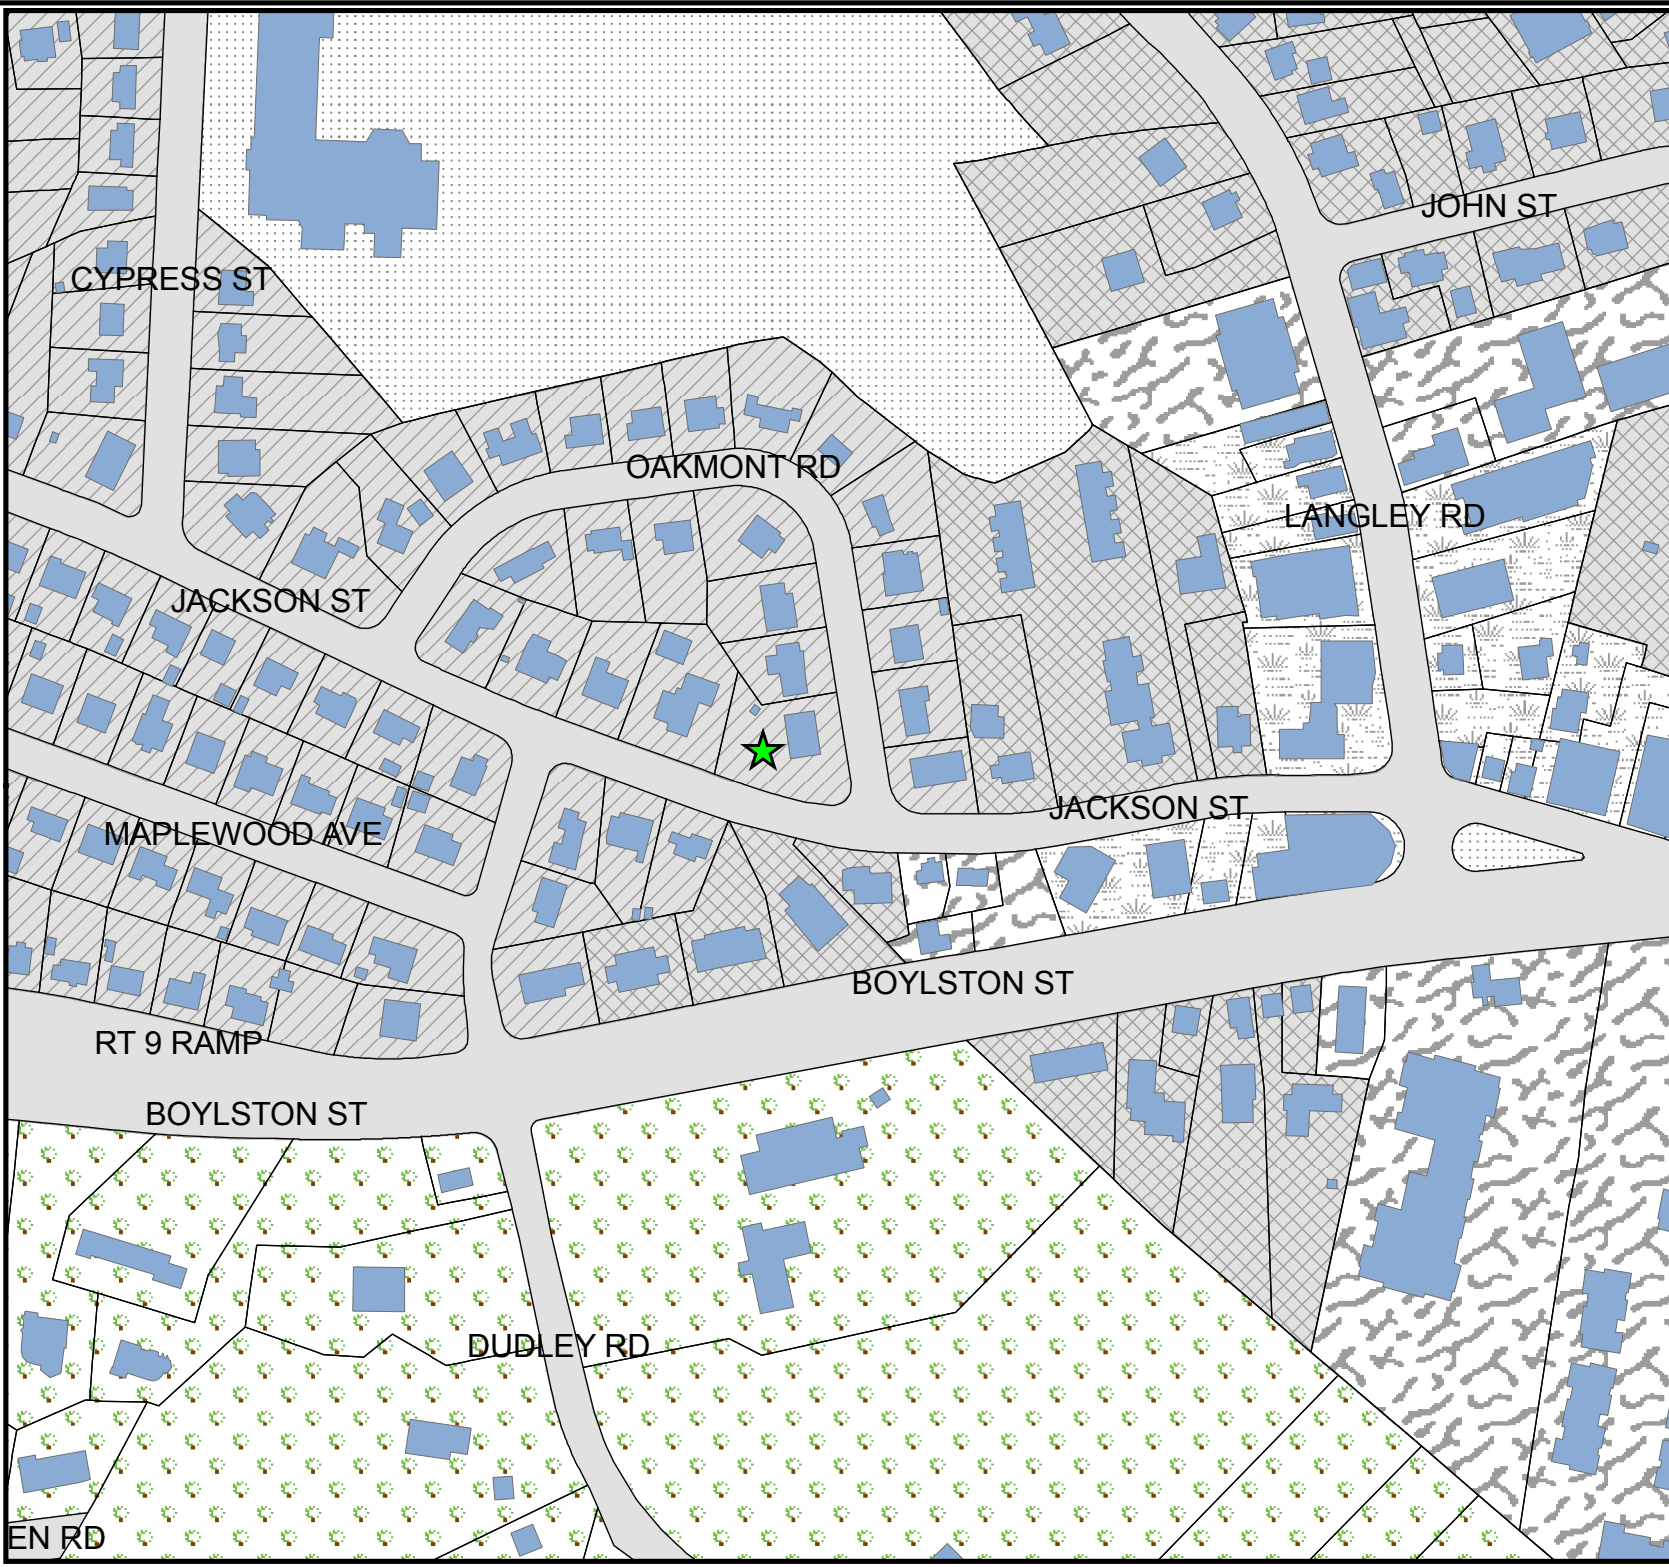 JOHN ST
CYPRESS ST
OAKMONT RD
LANGLEY RD
JACKSON ST
JACKSON ST
MAPLEWOOD AVE
BOYLSTON ST
RT 9 RAMP
BOYLSTON ST
DUDLEY RD
EN RD